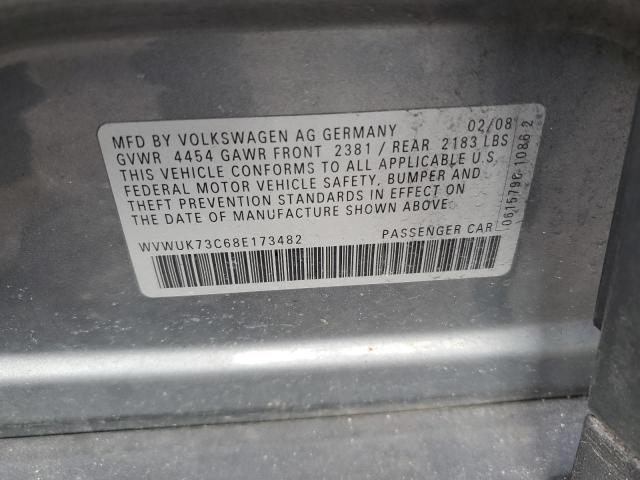 MFD BY VOLKSWAGEN AG GERMANY 02/08
GVWR 4454 GAWR FRONT 2381 / REAR 2183 LBS
THIS VEHICLE CONFORMS TO ALL APPLICABLE U.S.
FEDERAL MOTOR VEHICLE SAFETY, BUMPER AND
THEFT PREVENTION STANDARDS IN EFFECT ON
THE DATE OF MANUFACTURE SHOWN ABOVE.
WVWUK73C68E173482 PASSENGER CAR